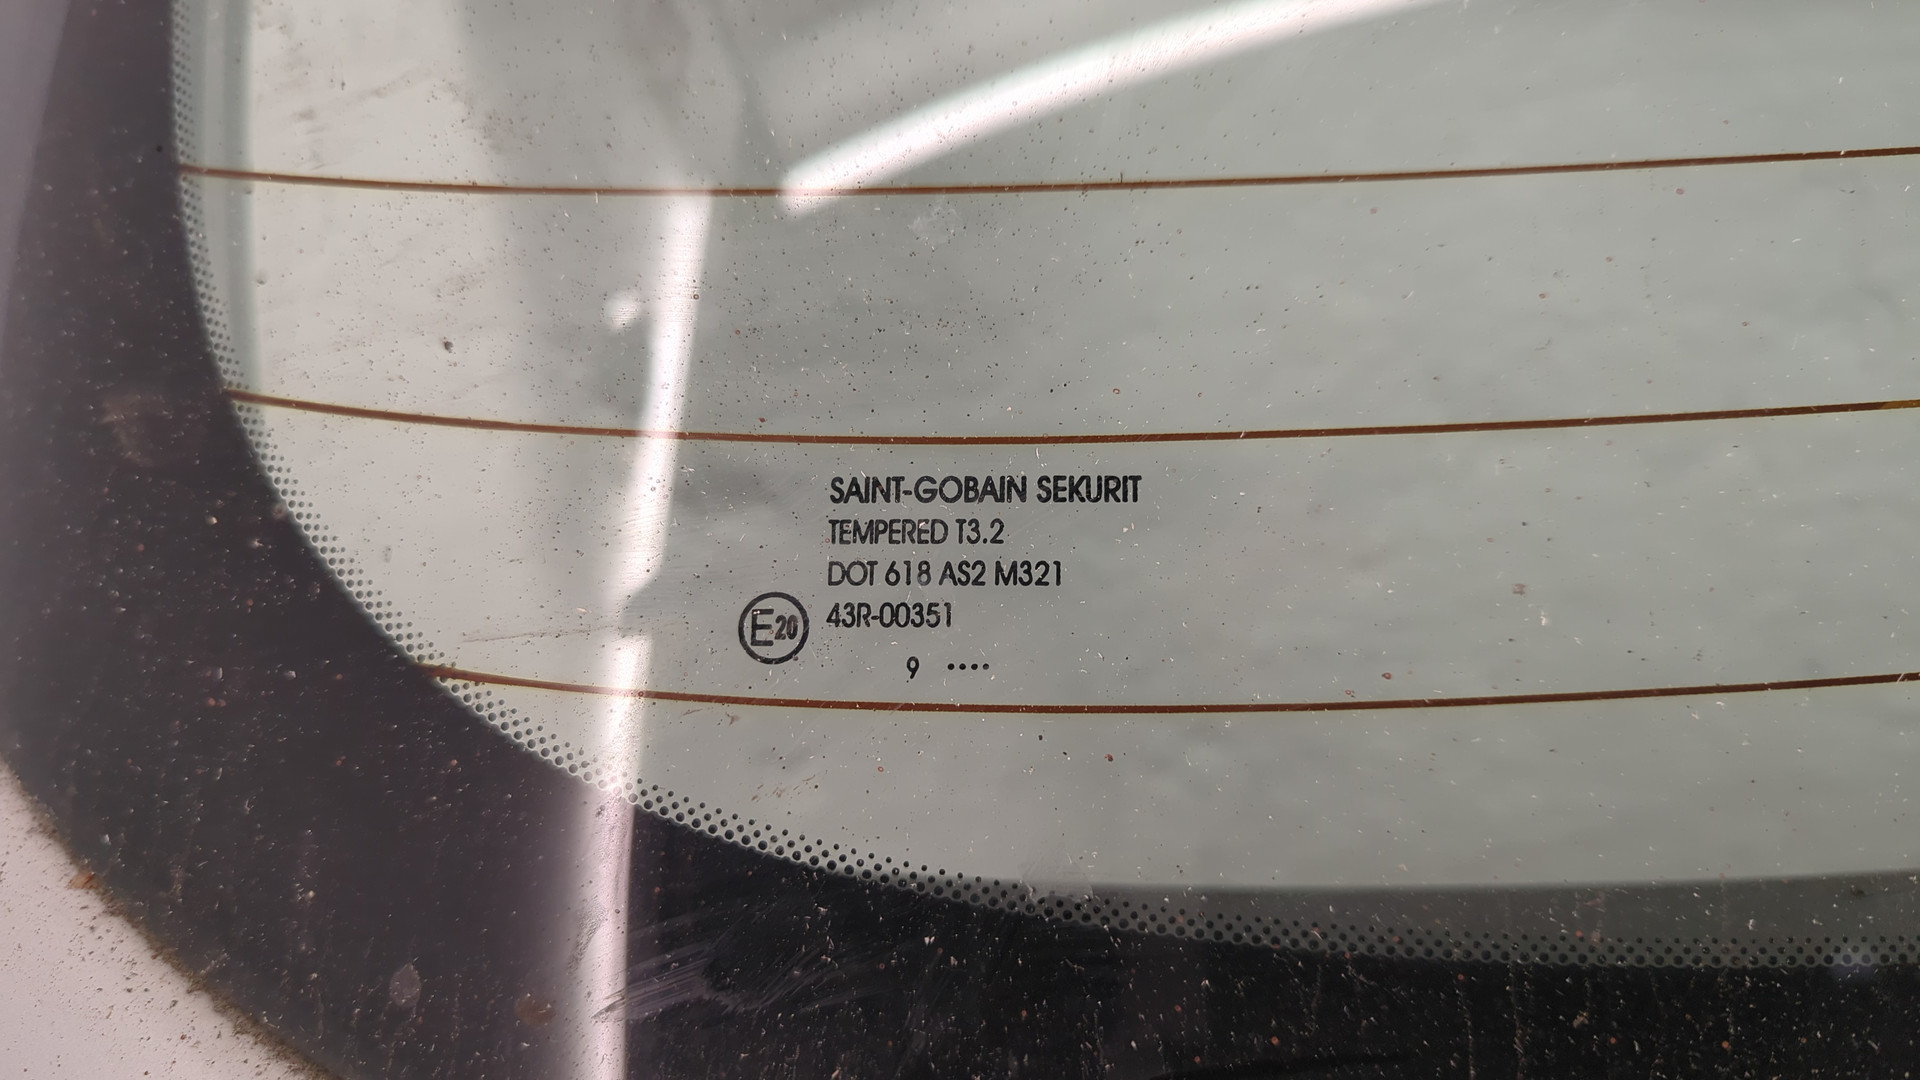 SAINT-GOBAIN SEKURIT
TEMPERED T3.2
DOT 618 AS2 M321
E20 43R-00351
9 ••••